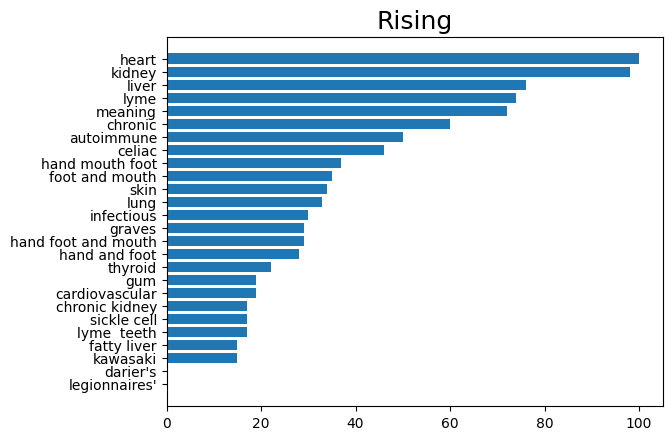 Rising
heart
kidney
liver
lyme
meaning
chronic
autoimmune
celiac
hand mouth foot
foot and mouth
skin
lung
infectious
graves
hand foot and mouth
hand and foot
thyroid
gum
cardiovascular
chronic kidney
sickle cell
lyme  teeth
fatty liver
kawasaki
darier's
legionnaires'
0 20 40 60 80 100